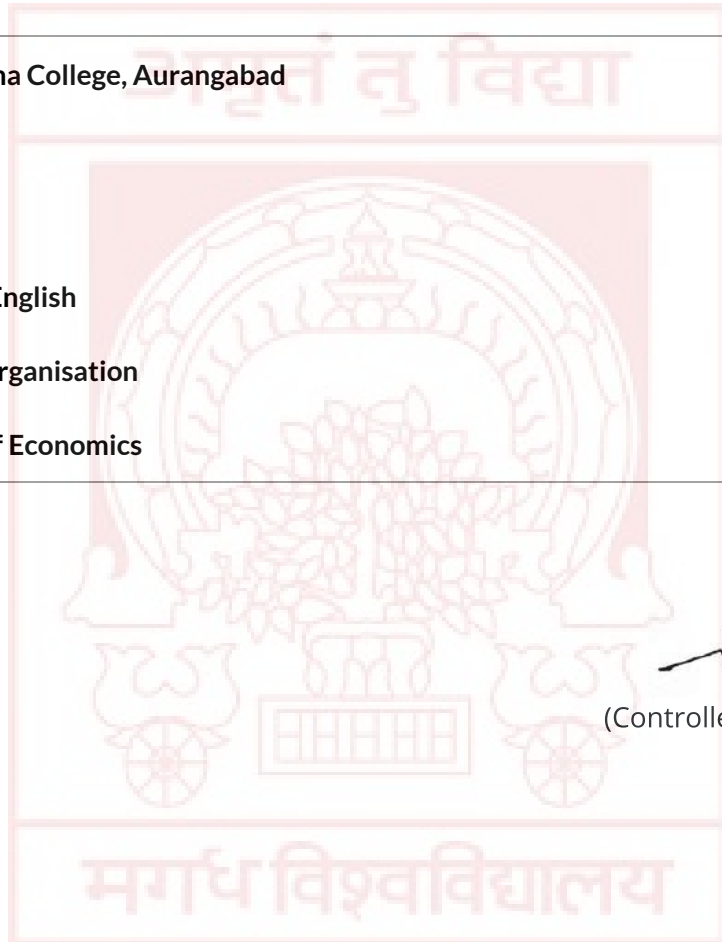 अमृतं तु विद्या
na College, Aurangabad
English
rganisation
f Economics
(Controlle
मगध विश्वविद्यालय